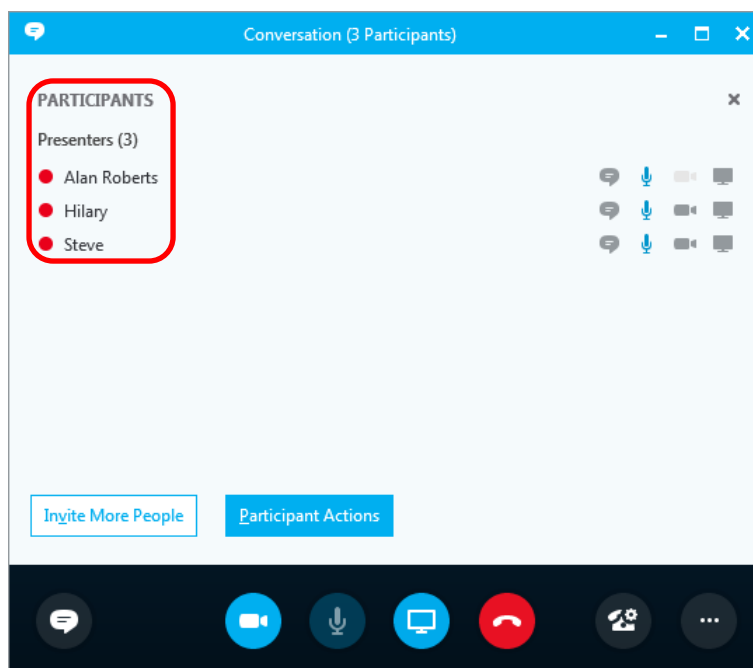 Conversation (3 Participants)
PARTICIPANTS
Presenters (3)
Alan Roberts
Hilary
Steve
Invite More People
Participant Actions